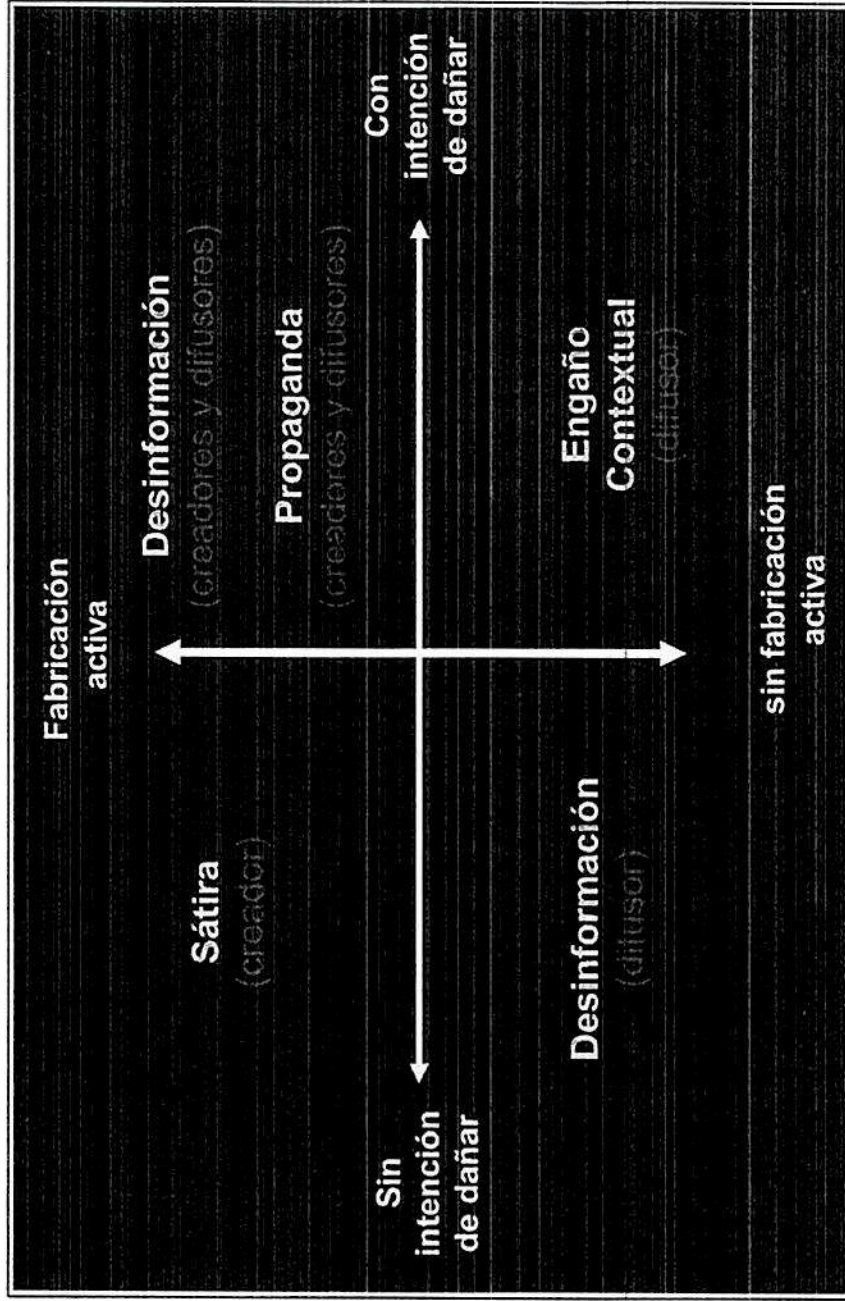 Fabricación
activa
Desinformación
(creadores y difusores)
Sátira
(creador)
Propaganda
(creadores y difusores)
Sin
intención
de dañar
Con
intención
de dañar
Desinformación
(difusor)
Engaño
Contextual
(difusor)
sin fabricación
activa